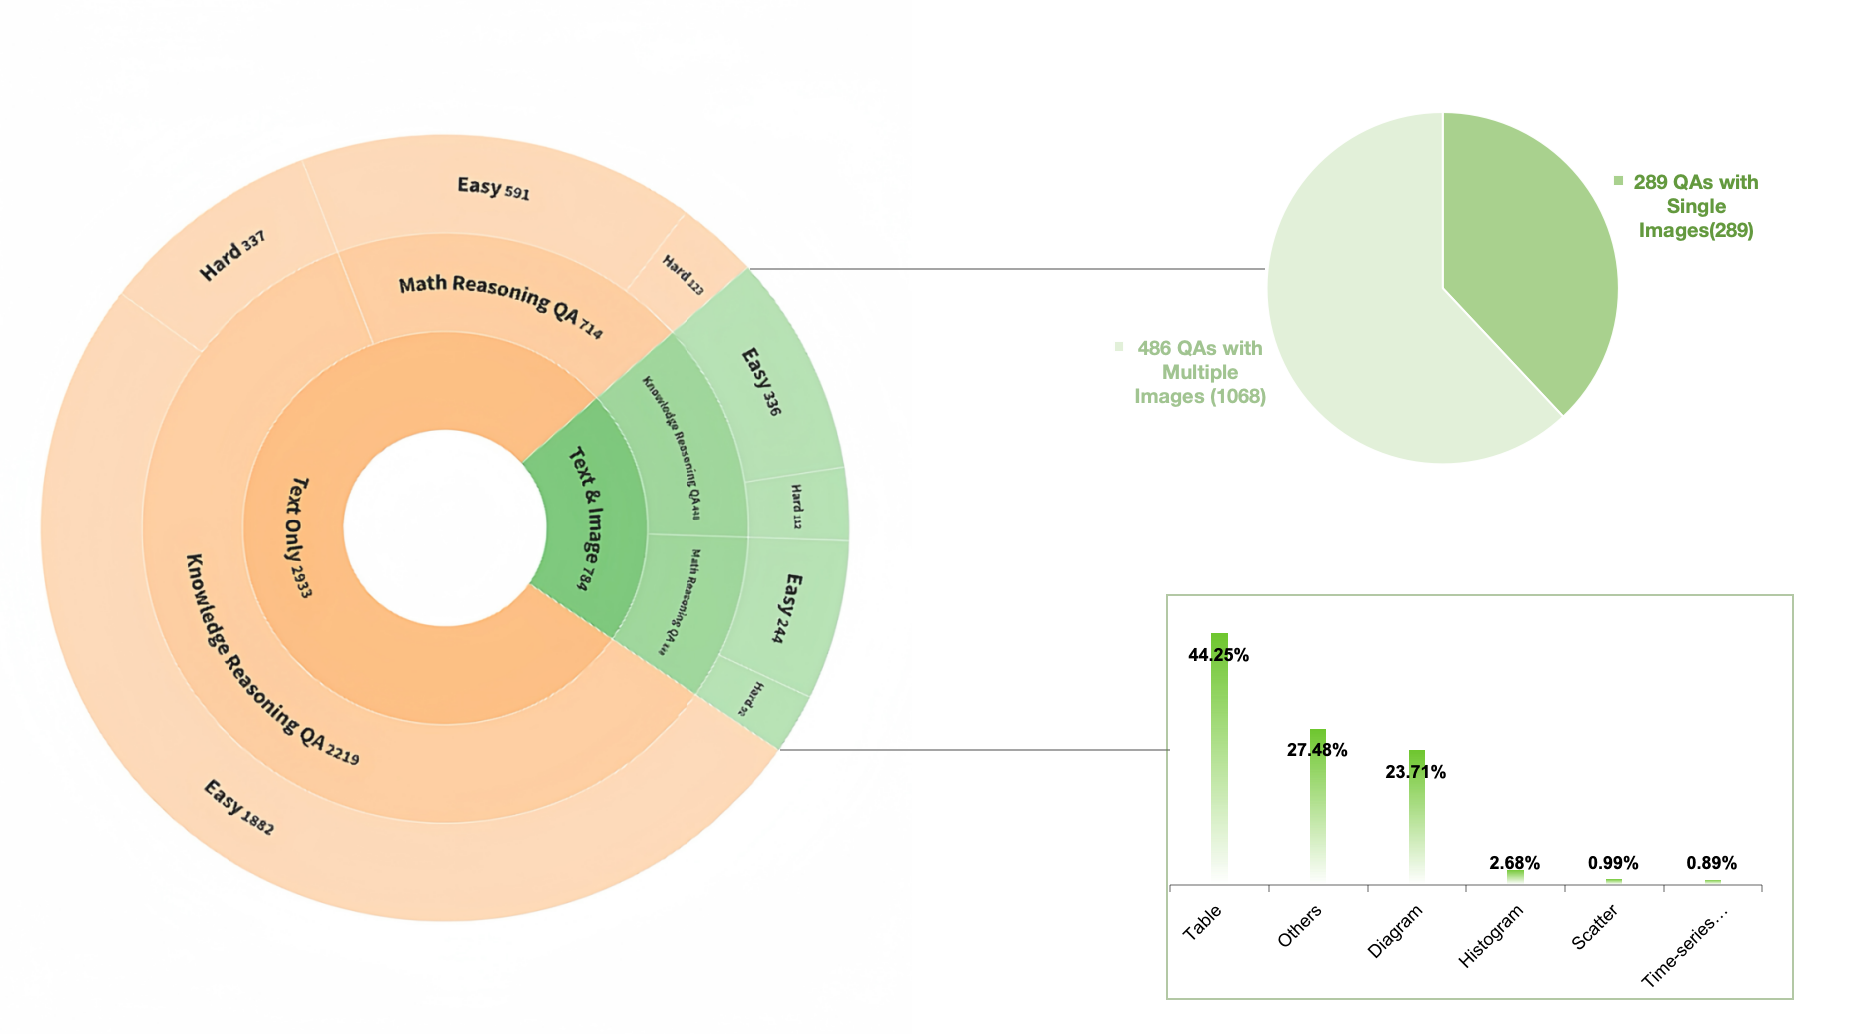 Easy 591
Hard 337
Hard 123
Math Reasoning QA 714
Text Only 2933
Knowledge Reasoning QA 2219
Easy 1882
Text & Image 784
Knowledge Reasoning QA 448
Easy 336
Hard 112
Math Reasoning QA
Easy 244
Hard 92
289 QAs with
Single
Images(289)
486 QAs with
Multiple
Images (1068)
44.25%
27.48%
23.71%
2.68%
0.99%
0.89%
Table
Others
Diagram
Histogram
Scatter
Time-series...